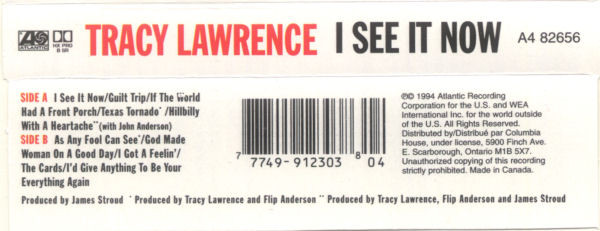 ATLANTIC HX PRO B SR TRACY LAWRENCE I SEE IT NOW A4 82656
SIDE A I See It Now/Guilt Trip/If The World
Had A Front Porch/Texas Tornado*/Hillbilly
With A Heartache**(with John Anderson)
SIDE B As Any Fool Can See*/God Made
Woman On A Good Day/I Got A Feelin'/
The Cards/I'd Give Anything To Be Your
Everything Again
7 7749-912303 8 04
℗© 1994 Atlantic Recording
Corporation for the U.S. and WEA
International Inc. for the world outside
of the U.S. All Rights Reserved.
Distributed by/Distribué par Columbia
House, under license, 5900 Finch Ave.
E. Scarborough, Ontario M1B 5X7.
Unauthorized copying of this recording
strictly prohibited. Made in Canada.
Produced by James Stroud * Produced by Tracy Lawrence and Flip Anderson ** Produced by Tracy Lawrence, Flip Anderson and James Stroud